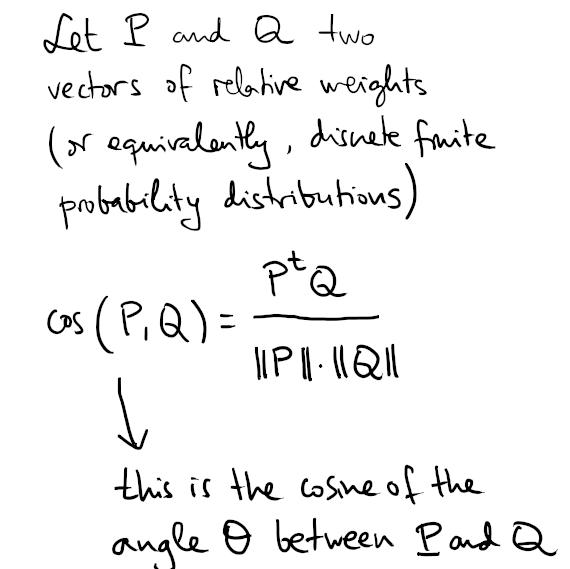 Let P and Q two
vectors of relative weights
(or equivalently, discrete finite
probability distributions)
cos(P,Q) = PᵗQ / ‖P‖·‖Q‖
↓
this is the cosine of the
angle θ between P and Q